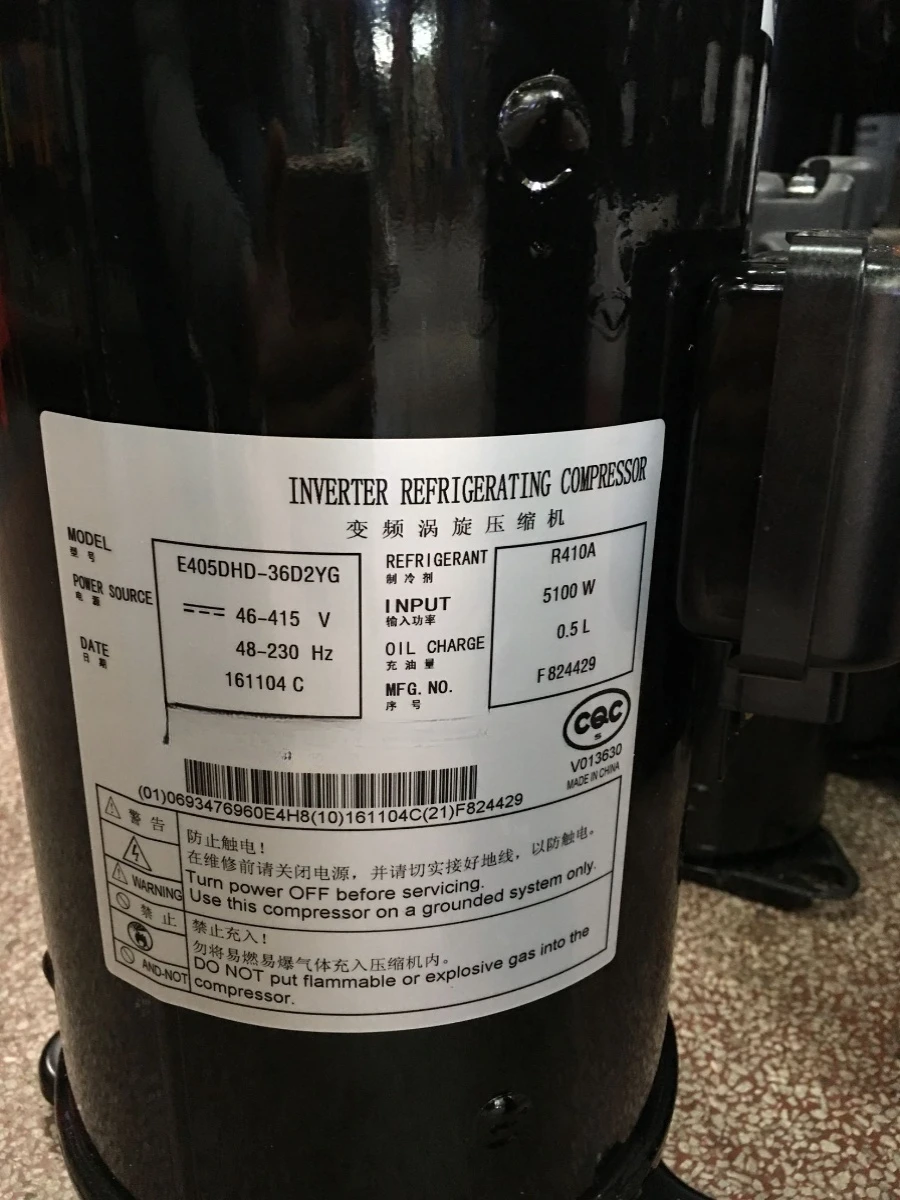 INVERTER REFRIGERATING COMPRESSOR
变频涡旋压缩机
MODEL
型号
E405DHD-36D2YG
POWER SOURCE
电源
46-415 V
48-230 Hz
DATE
日期
161104 C
REFRIGERANT
制冷剂
R410A
INPUT
输入功率
5100 W
OIL CHARGE
充油量
0.5 L
MFG. NO.
序号
F824429
CQC
S
V013630
MADE IN CHINA
(01)0693476960E4H8(10)161104C(21)F824429
警告
WARNING
防止触电！
在维修前请关闭电源，并请切实接好地线，以防触电。
Turn power OFF before servicing.
Use this compressor on a grounded system only.
禁止
AND-NOT
禁止充入！
勿将易燃易爆气体充入压缩机内。
DO NOT put flammable or explosive gas into the
compressor.